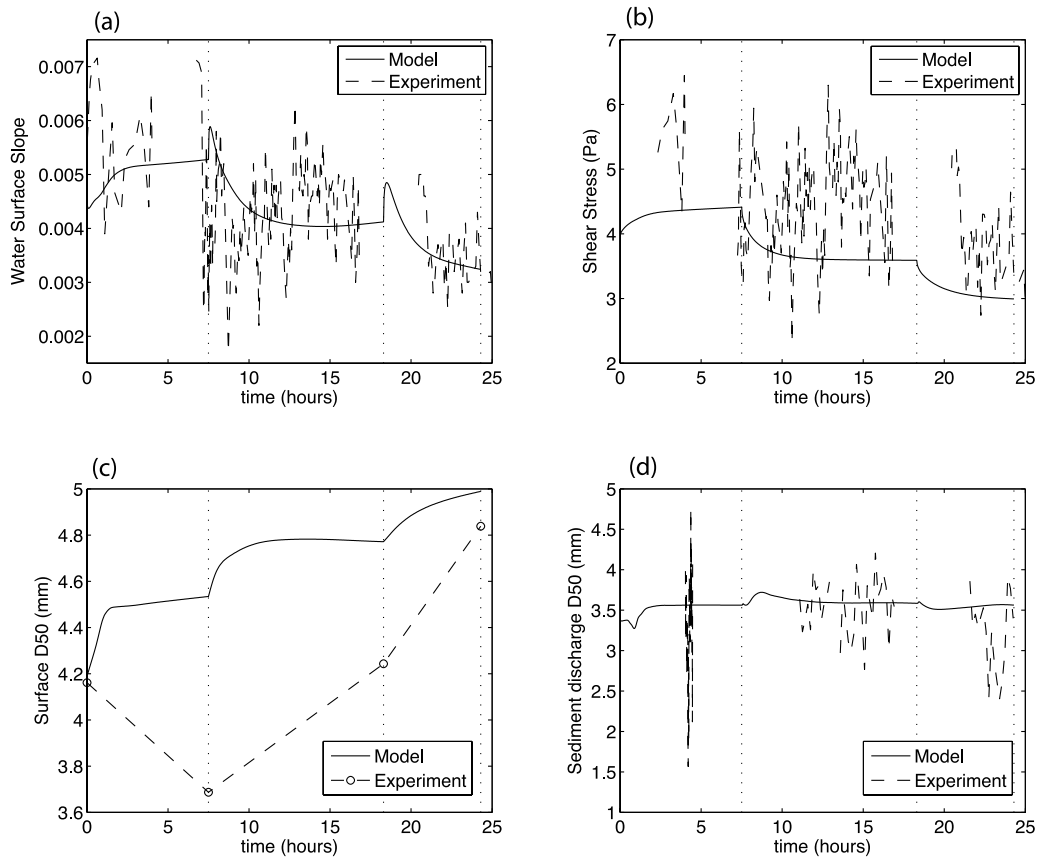 (a)
Water Surface Slope
0.007
0.006
0.005
0.004
0.003
0.002
Model
Experiment
0 5 10 15 20 25
time (hours)
(b)
Shear Stress (Pa)
7
6
5
4
3
2
Model
Experiment
0 5 10 15 20 25
time (hours)
(c)
Surface D50 (mm)
5
4.8
4.6
4.4
4.2
4
3.8
3.6
Model
Experiment
0 5 10 15 20 25
time (hours)
(d)
Sediment discharge D50 (mm)
5
4.5
4
3.5
3
2.5
2
1.5
1
Model
Experiment
0 5 10 15 20 25
time (hours)